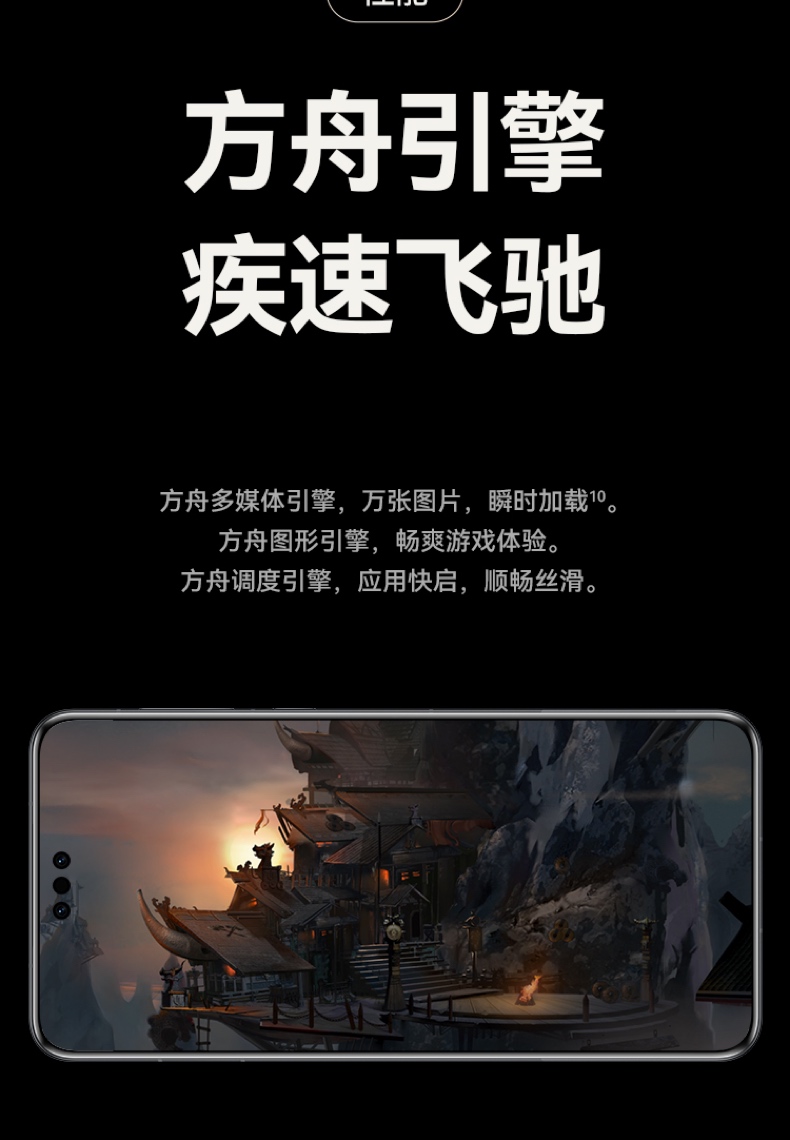 方舟引擎
疾速飞驰
方舟多媒体引擎，万张图片，瞬时加载¹⁰。
方舟图形引擎，畅爽游戏体验。
方舟调度引擎，应用快启，顺畅丝滑。